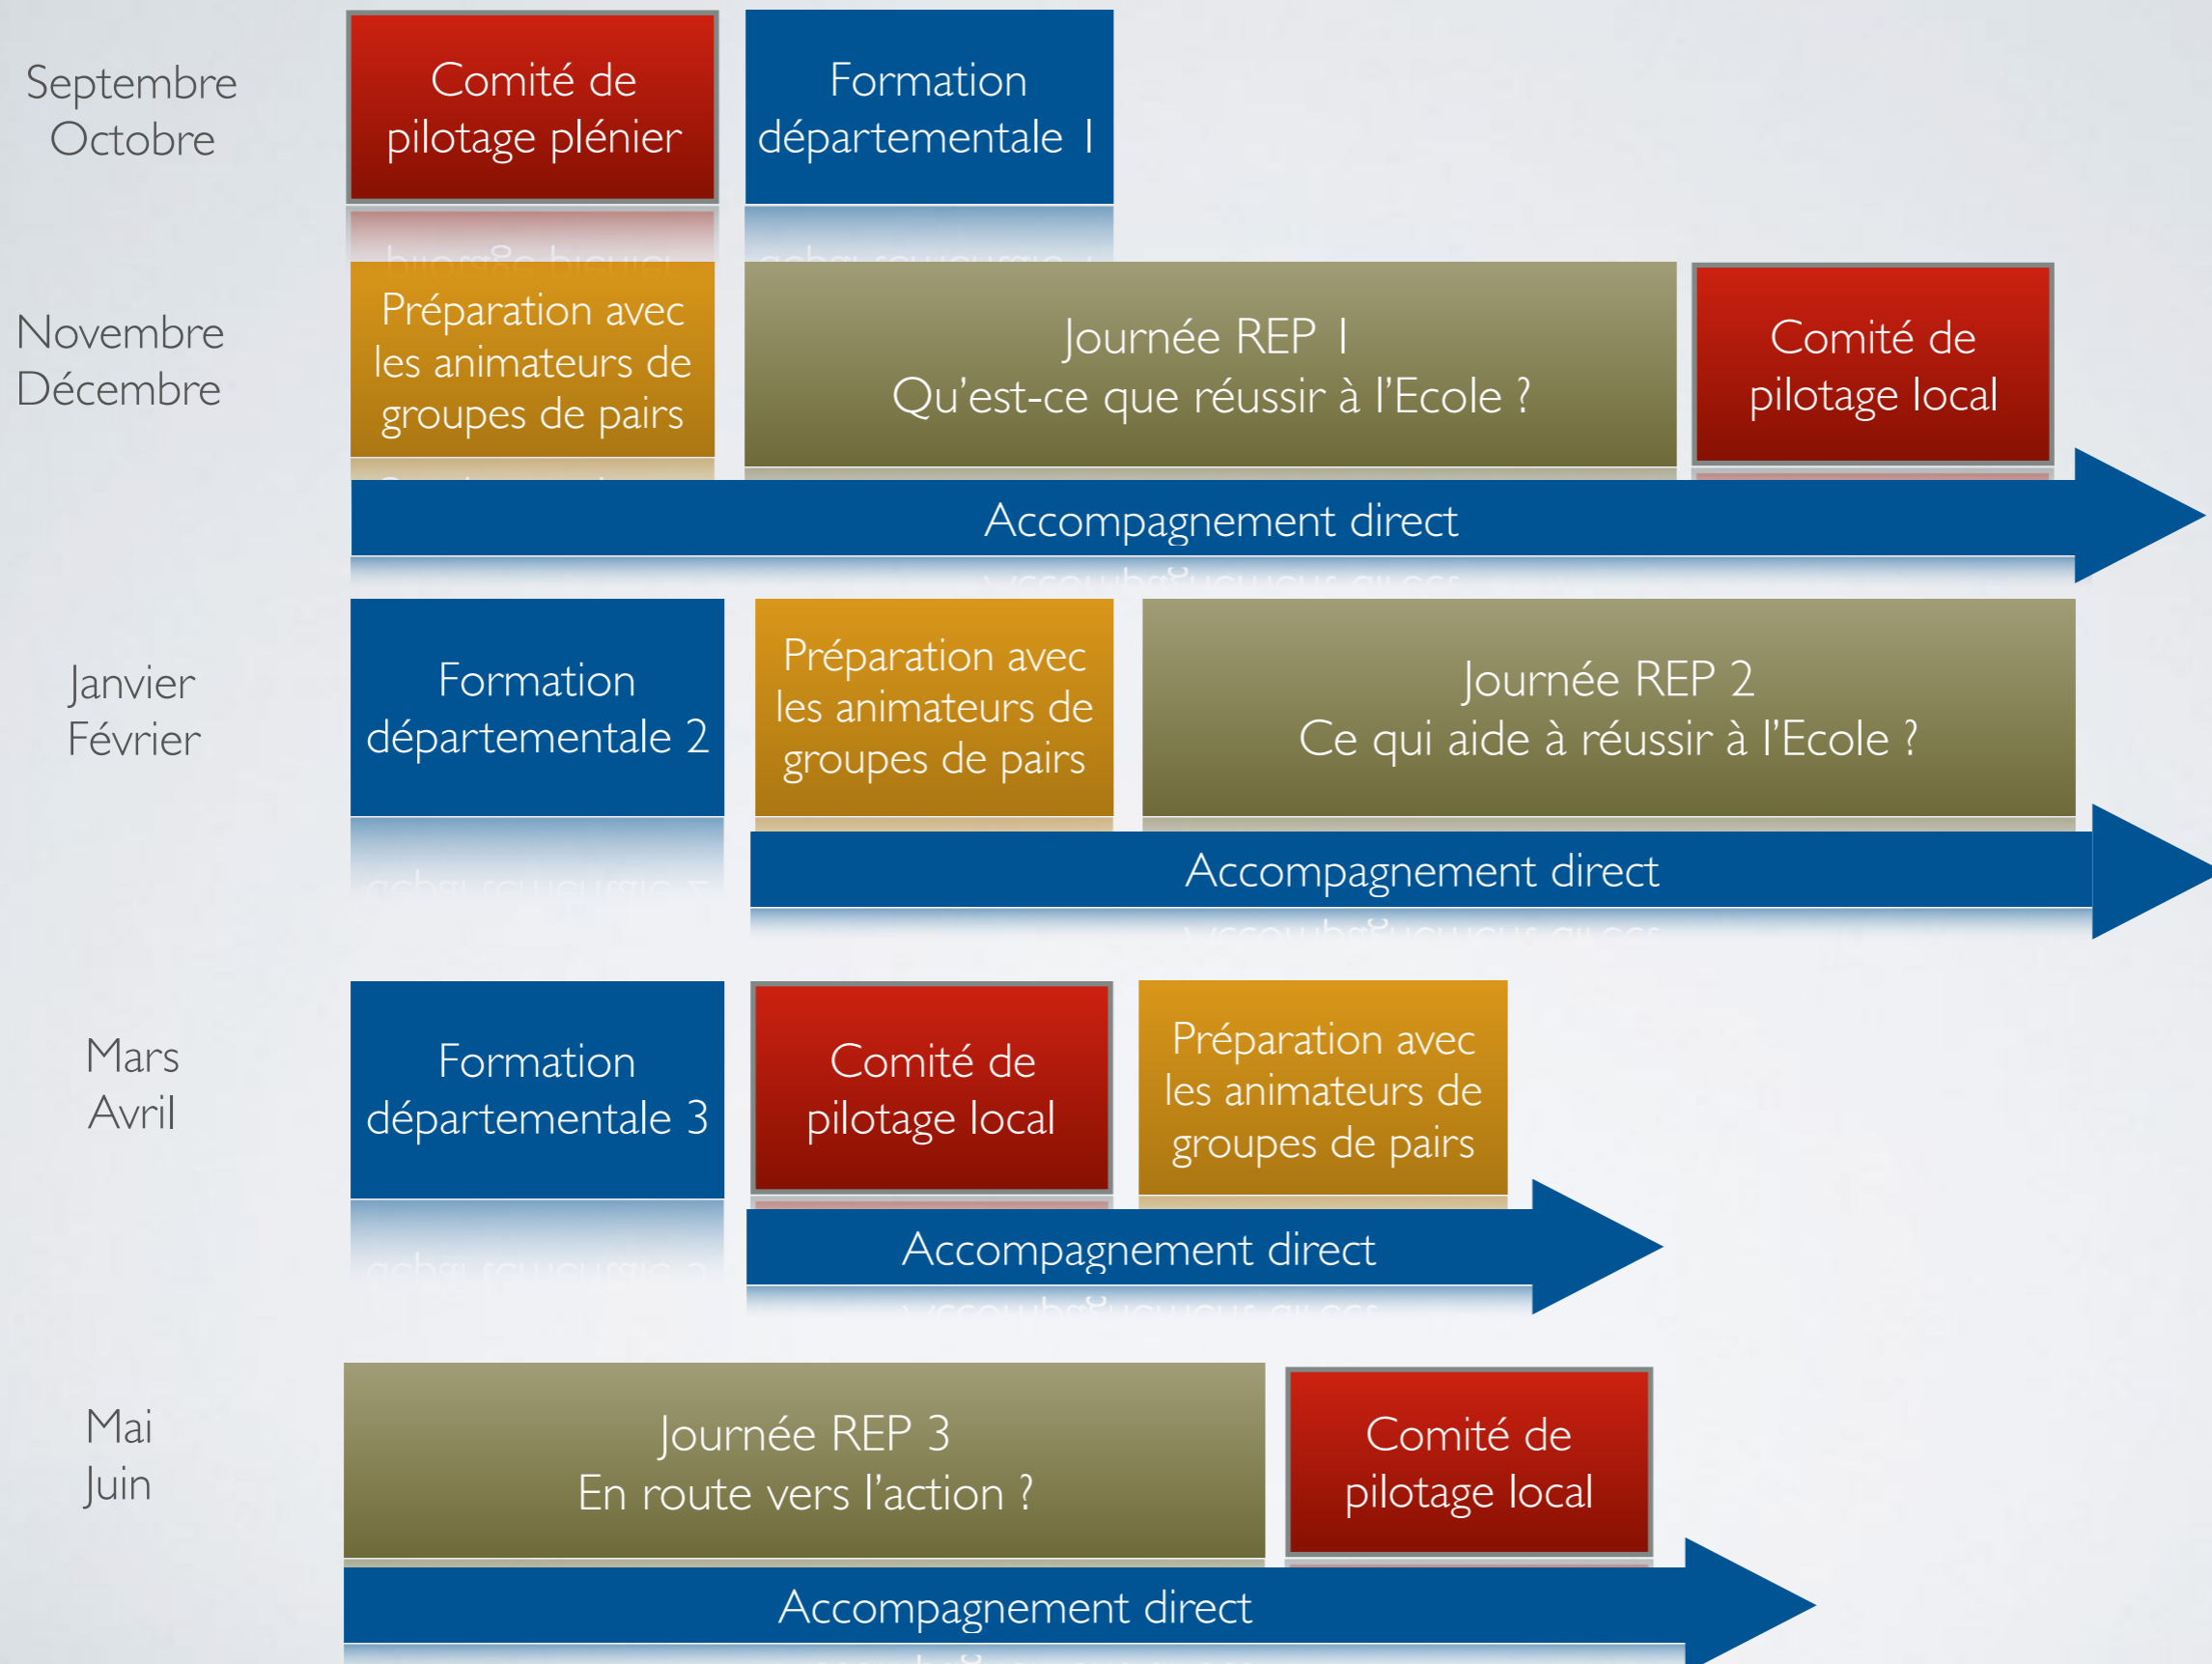 Septembre
Octobre
Comité de
pilotage plénier
Formation
départementale 1
Novembre
Décembre
Préparation avec
les animateurs de
groupes de pairs
Journée REP 1
Qu’est-ce que réussir à l’Ecole ?
Comité de
pilotage local
Accompagnement direct
Janvier
Février
Formation
départementale 2
Préparation avec
les animateurs de
groupes de pairs
Journée REP 2
Ce qui aide à réussir à l’Ecole ?
Accompagnement direct
Mars
Avril
Formation
départementale 3
Comité de
pilotage local
Préparation avec
les animateurs de
groupes de pairs
Accompagnement direct
Mai
Juin
Journée REP 3
En route vers l’action ?
Comité de
pilotage local
Accompagnement direct